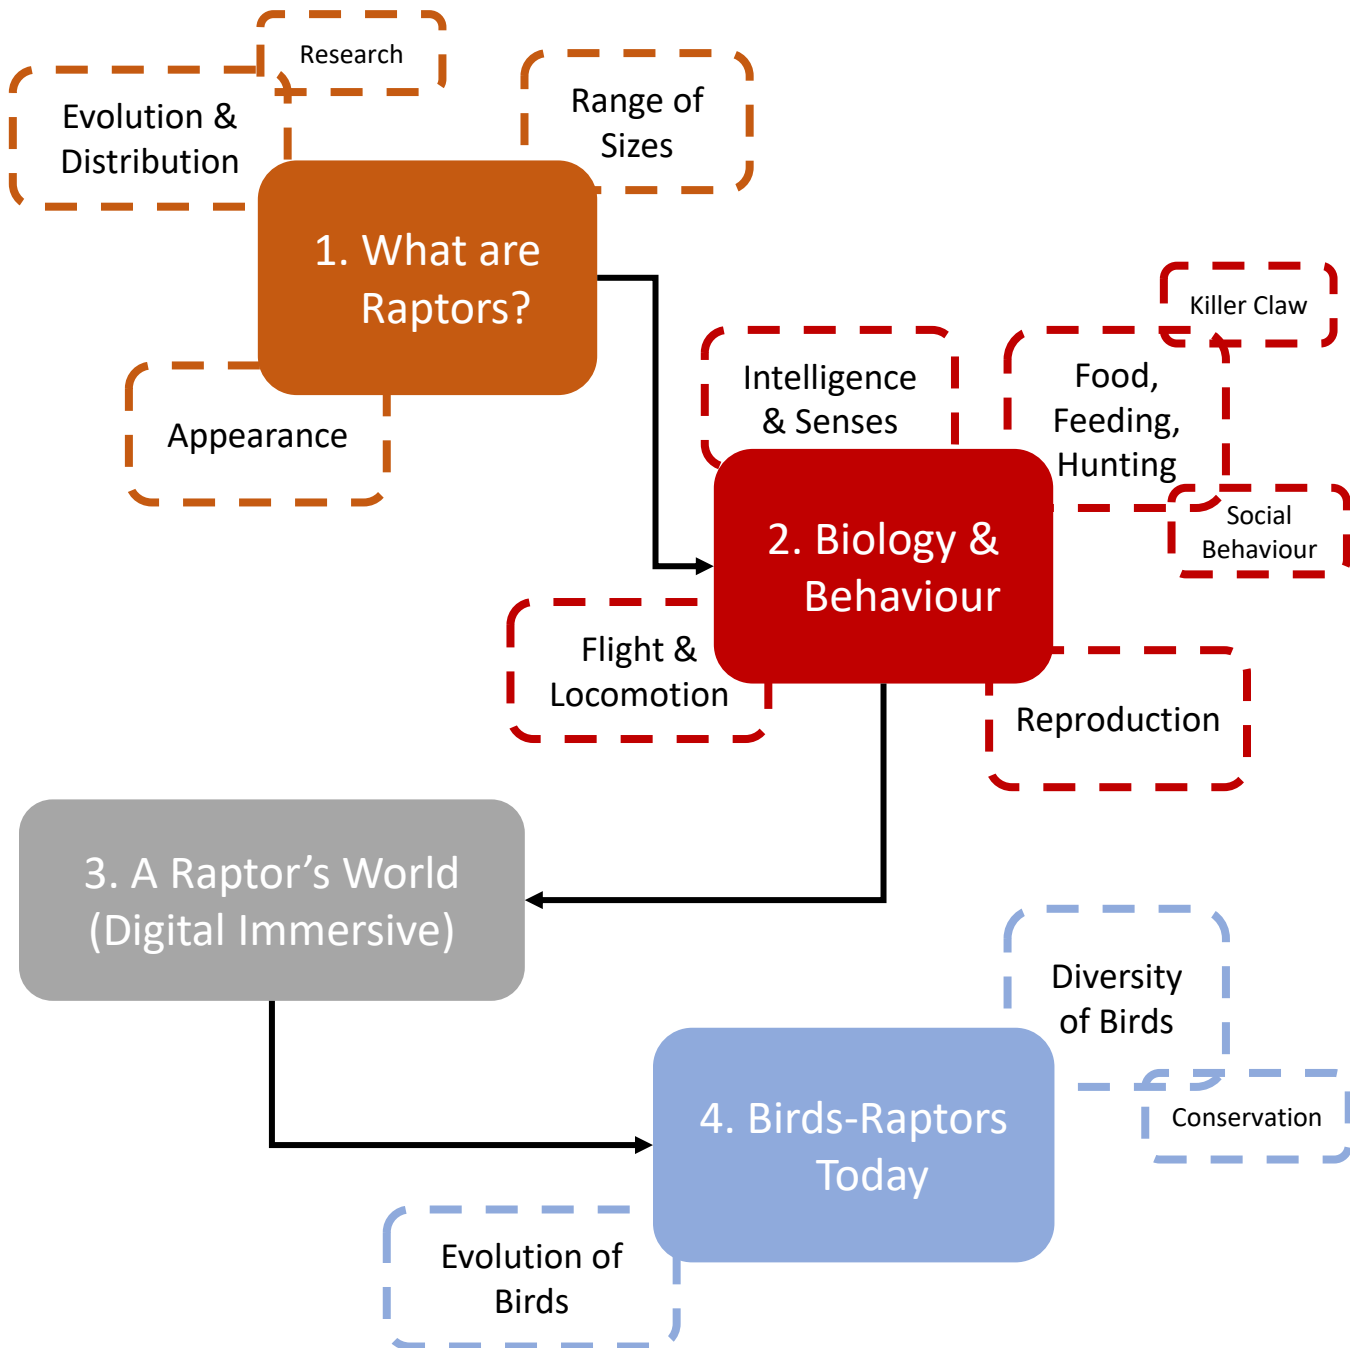 Research
Evolution &
Distribution
Range of
Sizes
1. What are
Raptors?
Appearance
Killer Claw
Intelligence
& Senses
Food,
Feeding,
Hunting
Social
Behaviour
2. Biology &
Behaviour
Flight &
Locomotion
Reproduction
3. A Raptor’s World
(Digital Immersive)
Diversity
of Birds
Conservation
4. Birds-Raptors
Today
Evolution of
Birds